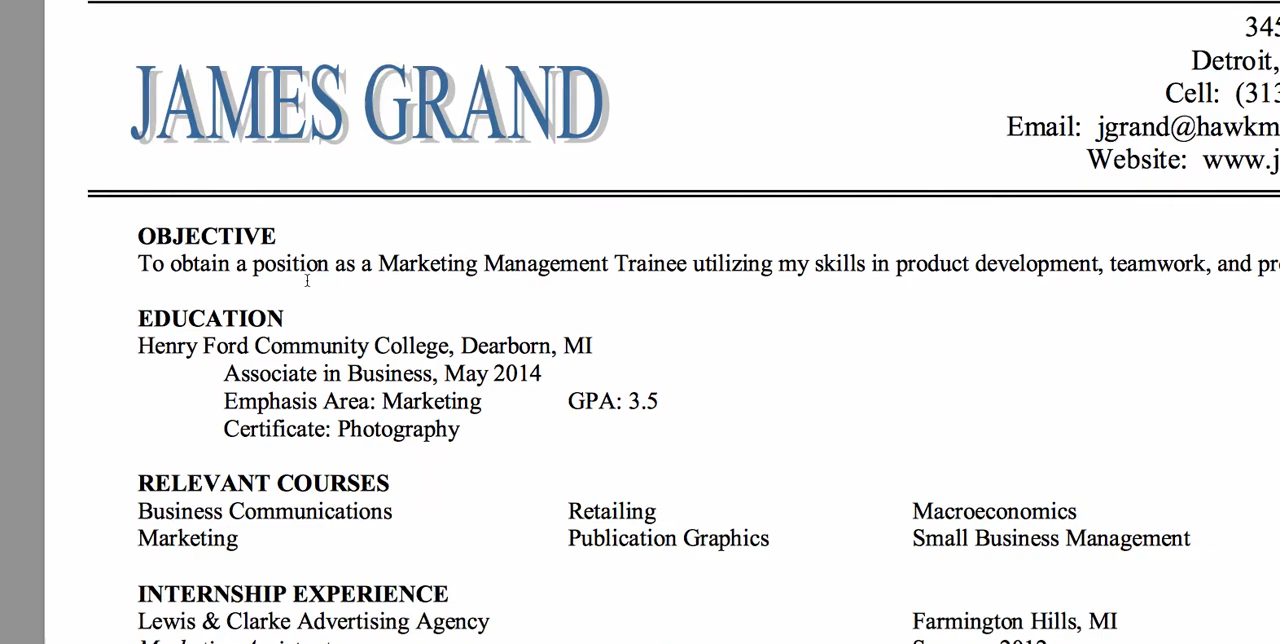 345
Detroit,
Cell: (313
JAMES GRAND
Email: jgrand@hawkm
Website: www.j
OBJECTIVE
To obtain a position as a Marketing Management Trainee utilizing my skills in product development, teamwork, and pr
EDUCATION
Henry Ford Community College, Dearborn, MI
Associate in Business, May 2014
Emphasis Area: Marketing GPA: 3.5
Certificate: Photography
RELEVANT COURSES
Business Communications Retailing Macroeconomics
Marketing Publication Graphics Small Business Management
INTERNSHIP EXPERIENCE
Lewis & Clarke Advertising Agency Farmington Hills, MI